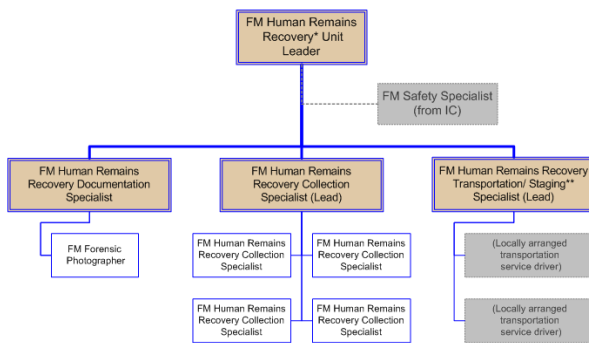 FM Human Remains
Recovery* Unit
Leader
FM Safety Specialist
(from IC)
FM Human Remains
Recovery Documentation
Specialist
FM Human Remains
Recovery Collection
Specialist (Lead)
FM Human Remains Recovery
Transportation/ Staging**
Specialist (Lead)
FM Forensic
Photographer
FM Human Remains
Recovery Collection
Specialist
FM Human Remains
Recovery Collection
Specialist
(Locally arranged
transportation
service driver)
FM Human Remains
Recovery Collection
Specialist
FM Human Remains
Recovery Collection
Specialist
(Locally arranged
transportation
service driver)